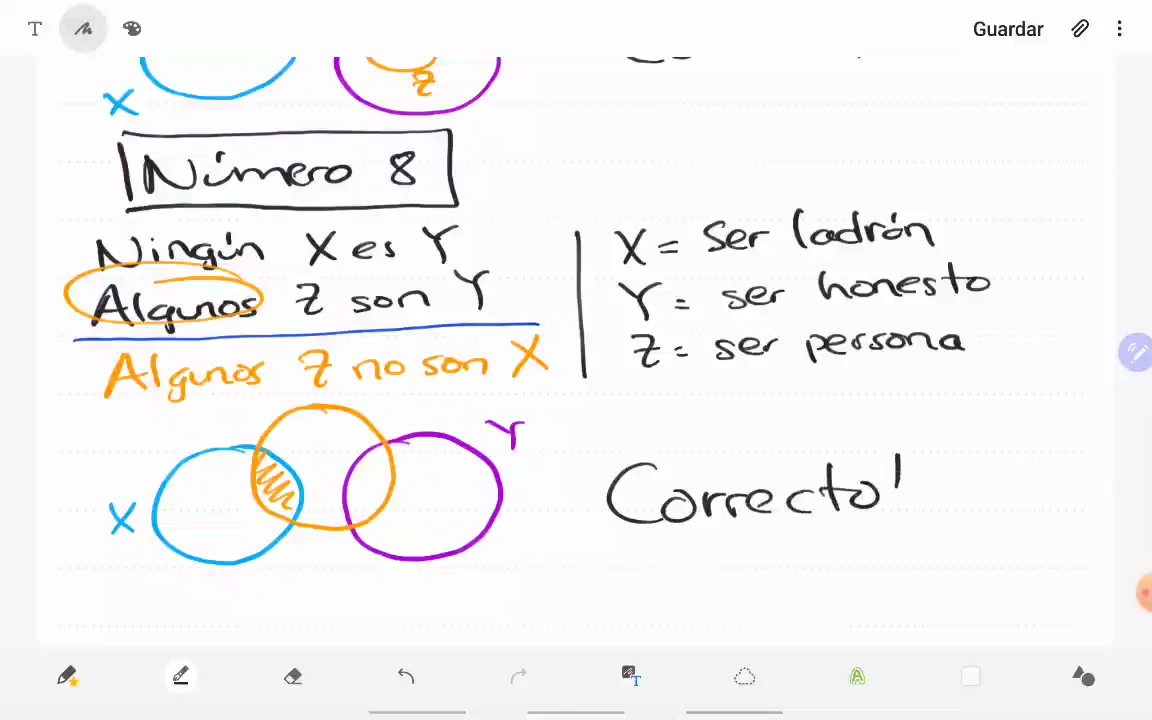 T
Guardar
Z
X
Número 8
Ningún X es Y
Algunos Z son Y
Algunos Z no son X
X = Ser ladrón
Y = ser honesto
Z = ser persona
Y
X
Correcto